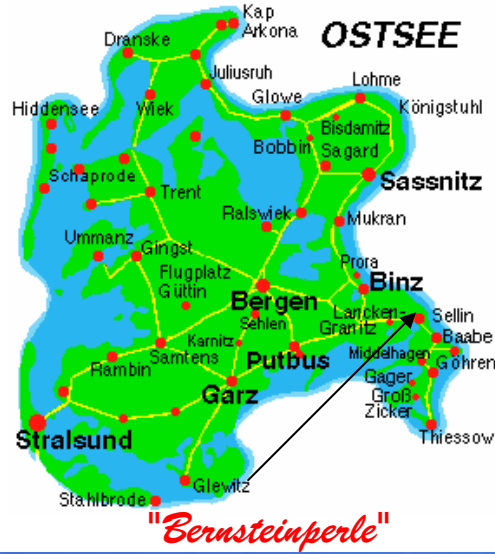 Kap
Arkona
OSTSEE
Dranske
Juliusruh
Lohme
Hiddensee
Wiek
Glowe
Königstuhl
Bisdamitz
Bobbin
Sagard
Schaprode
Sassnitz
Trent
Ralswiek
Mukran
Ummanz
Gingst
Prora
Flugplatz
Güttin
Binz
Bergen
Lancken-
Granitz
Sellin
Sehlen
Karnitz
Baabe
Samtens
Putbus
Middelhagen
Göhren
Rambin
Garz
Gager
Groß
Zicker
Stralsund
Thiessow
Glewitz
Stahlbrode
"Bernsteinperle"